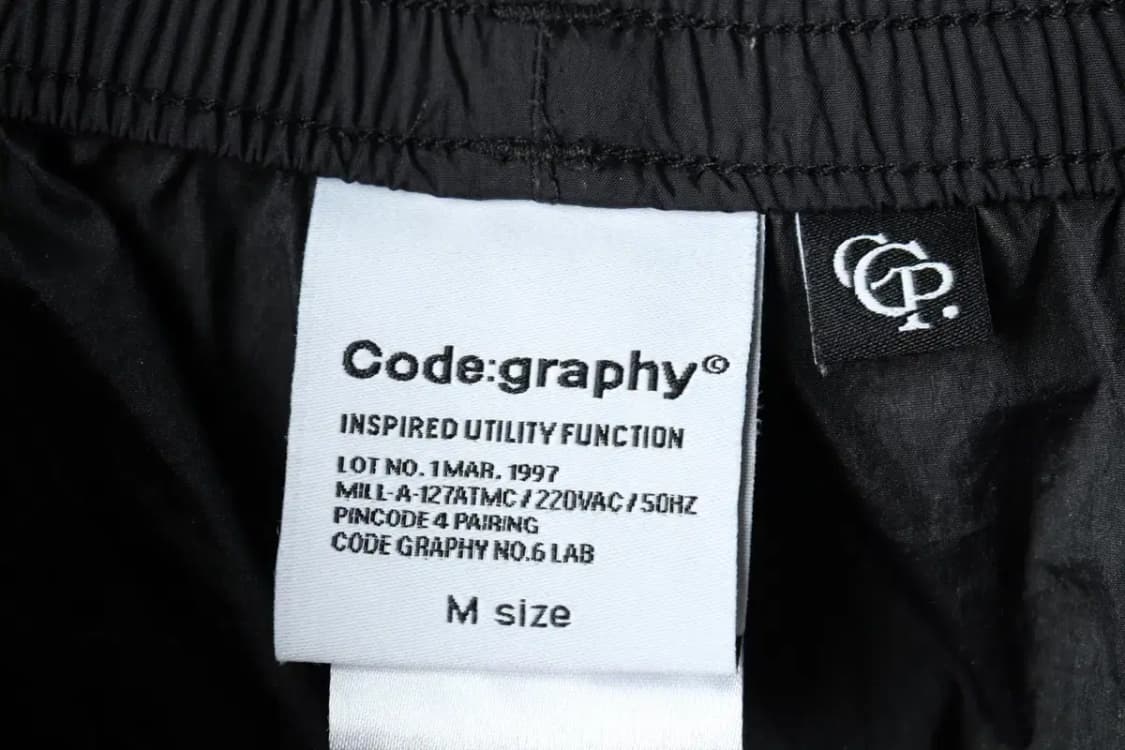 Code:graphy©
INSPIRED UTILITY FUNCTION
LOT NO. 1 MAR. 1997
MILL-A-127ATMC / 220VAC / 50HZ
PINCODE 4 PAIRING
CODE GRAPHY NO.6 LAB
M size
CGP.